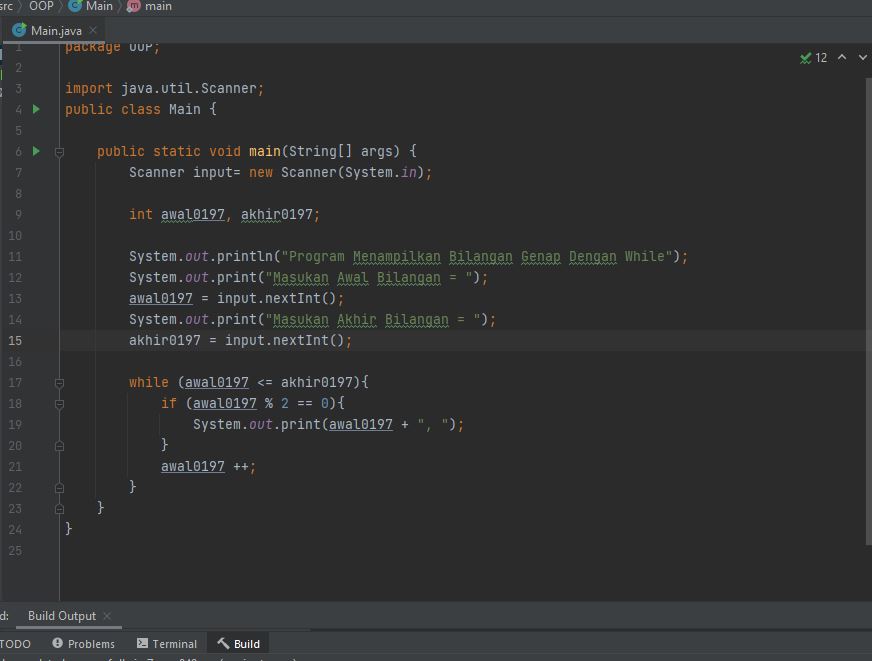 src OOP Main main
Main.java
1 package OOP;
12
2
3 import java.util.Scanner;
4 public class Main {
5
6 public static void main(String[] args) {
7 Scanner input= new Scanner(System.in);
8
9 int awal0197, akhir0197;
10
11 System.out.println("Program Menampilkan Bilangan Genap Dengan While");
12 System.out.print("Masukan Awal Bilangan = ");
13 awal0197 = input.nextInt();
14 System.out.print("Masukan Akhir Bilangan = ");
15 akhir0197 = input.nextInt();
16
17 while (awal0197 <= akhir0197){
18 if (awal0197 % 2 == 0){
19 System.out.print(awal0197 + ", ");
20 }
21 awal0197 ++;
22 }
23 }
24 }
25
d: Build Output
TODO Problems Terminal Build